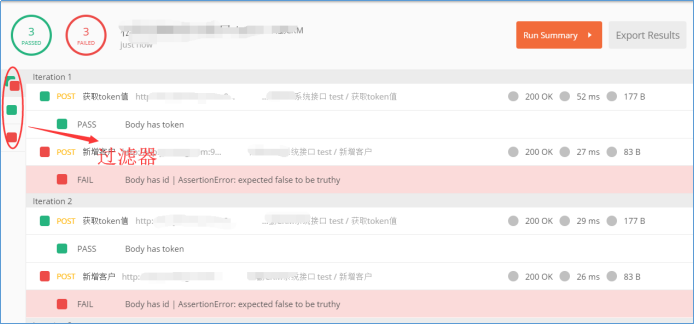 3
PASSED
3
FAILED
just now
Run Summary
Export Results
Iteration 1
POST 获取token值 http 系统接口 test / 获取token值 200 OK 52 ms 177 B
PASS Body has token
过滤器
POST 新增客户 m:9... 系统接口 test / 新增客户 200 OK 27 ms 83 B
FAIL Body has id | AssertionError: expected false to be truthy
Iteration 2
POST 获取token值 http: 系统接口 test / 获取token值 200 OK 29 ms 177 B
PASS Body has token
POST 新增客户 http: 系统接口 test / 新增客户 200 OK 26 ms 83 B
FAIL Body has id | AssertionError: expected false to be truthy